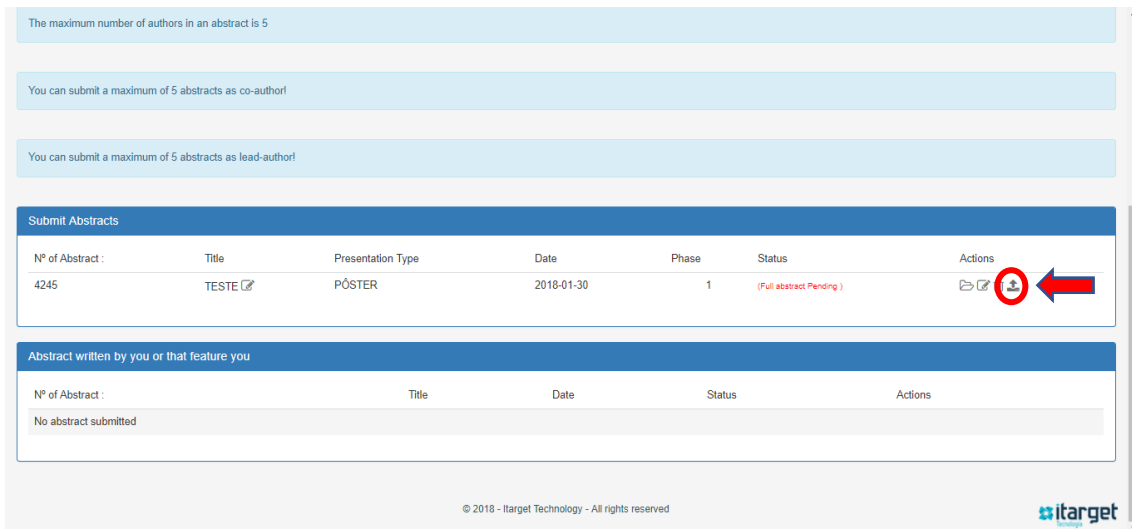 The maximum number of authors in an abstract is 5
You can submit a maximum of 5 abstracts as co-author!
You can submit a maximum of 5 abstracts as lead-author!
Submit Abstracts
Nº of Abstract : Title Presentation Type Date Phase Status Actions
4245 TESTE PÔSTER 2018-01-30 1 (Full abstract Pending )
Abstract written by you or that feature you
Nº of Abstract : Title Date Status Actions
No abstract submitted
© 2018 - Itarget Technology - All rights reserved
itarget
Tecnologia